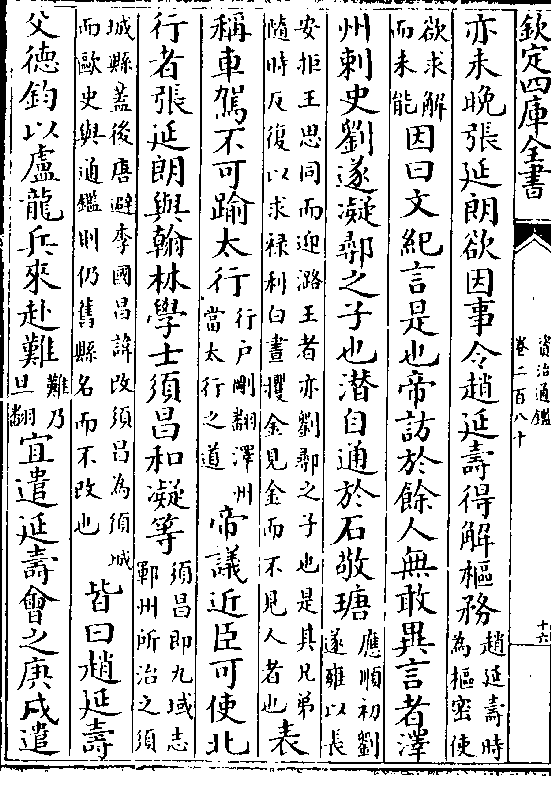 欽定四庫全書
資治通鑑
卷二百八十
十六
亦未晚張延朗欲因事令趙延壽得解樞務趙延壽時為樞密使
欲求解而未能因曰文紀言是也帝訪於餘人無敢異言者澤
州刺史劉遂凝鄩之子也潛自通於石敬瑭應順初劉遂雍以長
安拒王思同而迎潞王者亦劉鄩之子也是其兄弟隨時反復以求祿利白晝攫金見金而不見人者也表
稱車駕不可踰太行行戶剛翻澤州當太行之道帝議近臣可使北
行者張延朗與翰林學士須昌和凝等須昌即九域志鄆州所治之須
城縣蓋後唐避李國昌諱改須昌為須城而歐史與通鑑則仍舊縣名而不改也皆曰趙延壽
父德鈞以盧龍兵來赴難難乃旦翻宜遣延壽會之庚戌遣